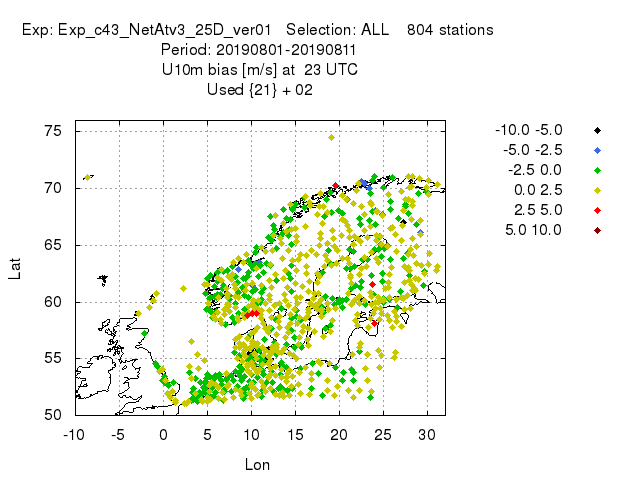 Exp: Exp_c43_NetAtv3_25D_ver01 Selection: ALL 804 stations
Period: 20190801-20190811
U10m bias [m/s] at 23 UTC
Used {21} + 02
75
70
65
60
55
50
-10 -5 0 5 10 15 20 25 30
Lat
Lon
-10.0 -5.0
-5.0 -2.5
-2.5 0.0
0.0 2.5
2.5 5.0
5.0 10.0